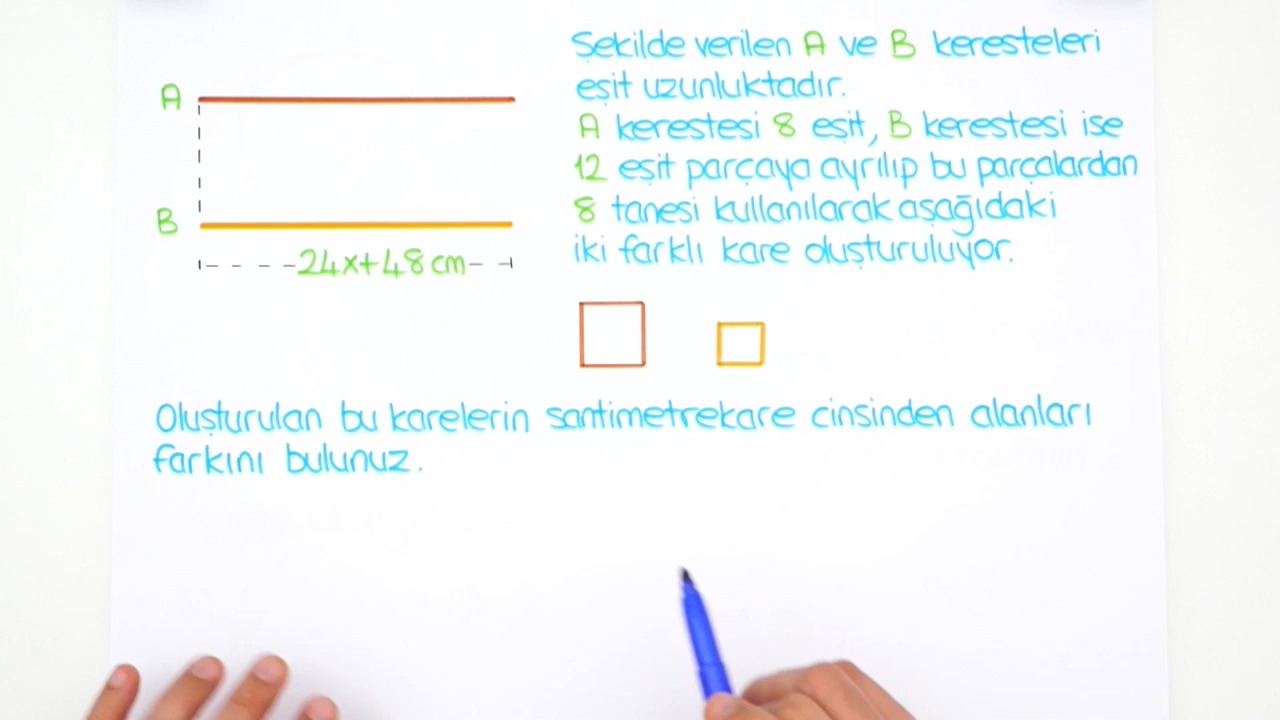 A
B
24x+48 cm
Şekilde verilen A ve B keresteleri
eşit uzunluktadır.
A kerestesi 8 eşit, B kerestesi ise
12 eşit parçaya ayrılıp bu parçalardan
8 tanesi kullanılarak aşağıdaki
iki farklı kare oluşturuluyor.
Oluşturulan bu karelerin santimetrekare cinsinden alanları
farkını bulunuz.